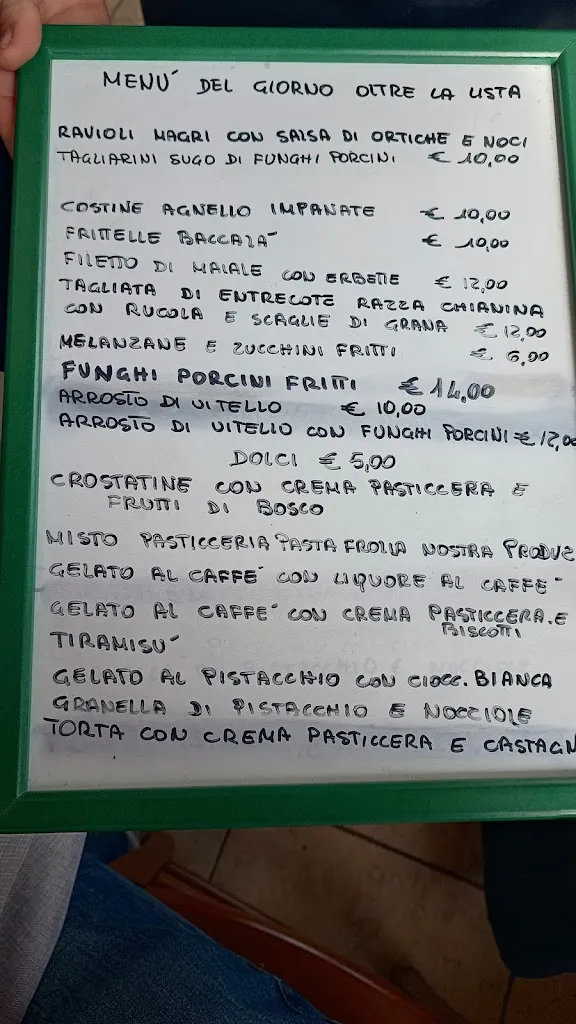 MENU´ DEL GIORNO OLTRE LA LISTA
RAVIOLI MAGRI CON SALSA DI ORTICHE E NOCI
TAGLIARINI SUGO DI FUNGHI PORCINI € 10,00
COSTINE AGNELLO IMPANATE € 10,00
FRITTELLE BACCALA´ € 10,00
FILETTO DI MAIALE CON ERBETTE € 12,00
TAGLIATA DI ENTRECOTE RAZZA CHIANINA
CON RUCOLA E SCAGLIE DI GRANA € 12,00
MELANZANE E ZUCCHINI FRITTI € 6,00
FUNGHI PORCINI FRITTI € 14,00
ARROSTO DI VITELLO € 10,00
ARROSTO DI VITELLO CON FUNGHI PORCINI € 12,00
DOLCI € 5,00
CROSTATINE CON CREMA PASTICCERA E
FRUTTI DI BOSCO
MISTO PASTICCERIA PASTA FROLLA NOSTRA PRODUZ
GELATO AL CAFFE´ CON LIQUORE AL CAFFE´
GELATO AL CAFFE´ CON CREMA PASTICCERA.E
BISCOTTI
TIRAMISU´
GELATO AL PISTACCHIO CON CIOCC. BIANCA
GRANELLA DI PISTACCHIO E NOCCIOLE
TORTA CON CREMA PASTICCERA E CASTAGN